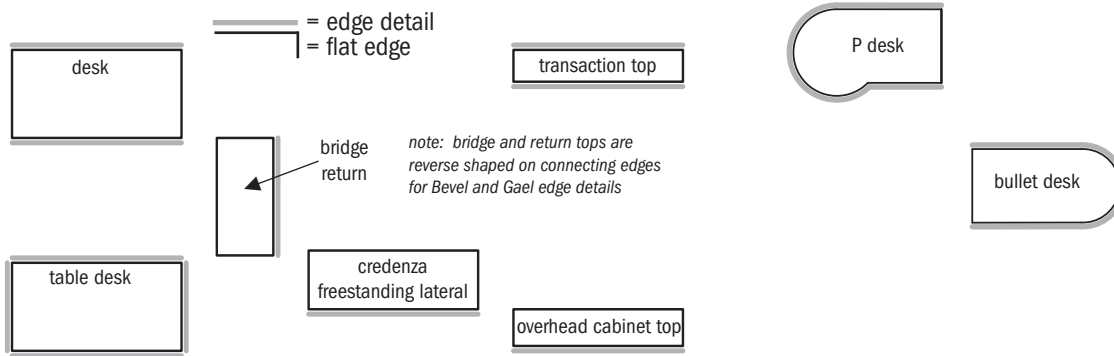 = edge detail
= flat edge
desk
transaction top
P desk
bridge
return
note: bridge and return tops are
reverse shaped on connecting edges
for Bevel and Gael edge details
bullet desk
table desk
credenza
freestanding lateral
overhead cabinet top